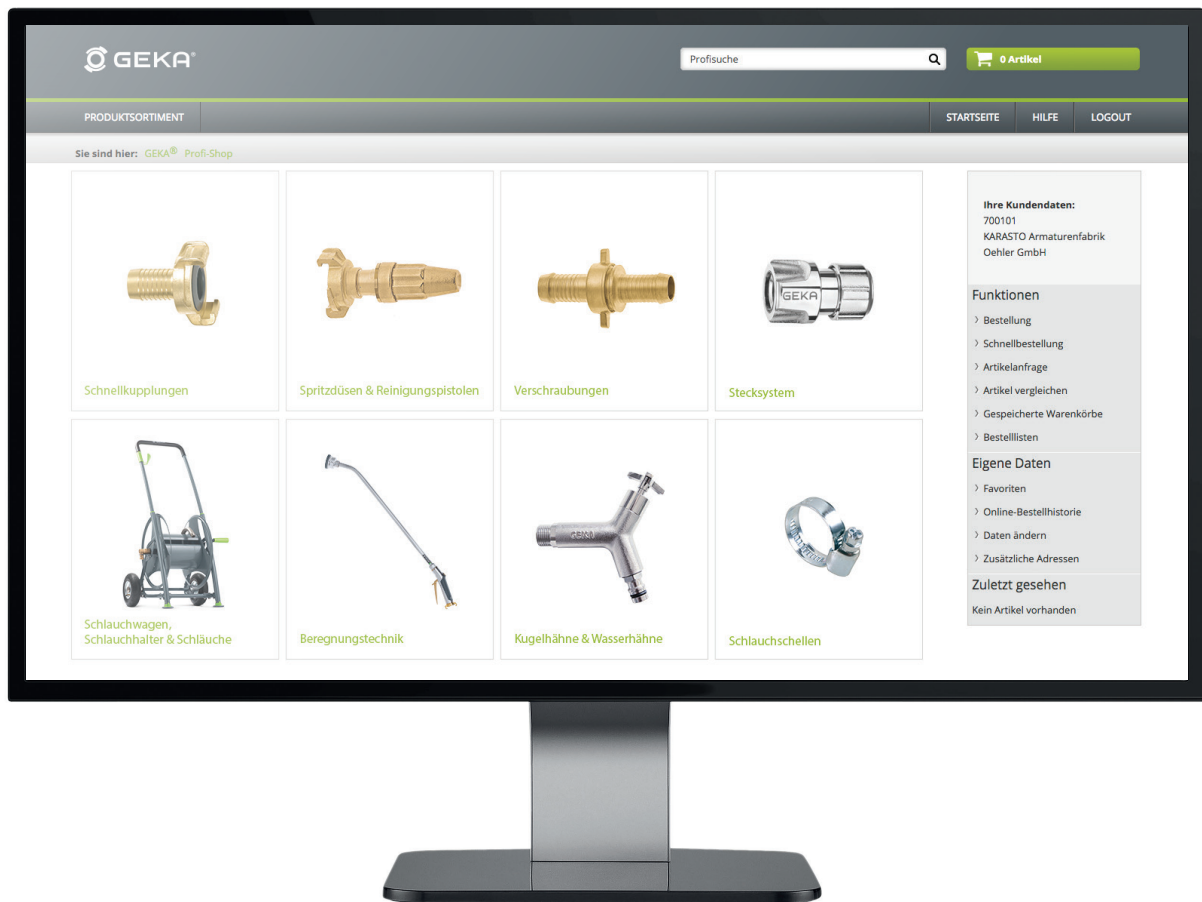 GEKA®
Profisuche
0 Artikel
PRODUKTSORTIMENT
STARTSEITE
HILFE
LOGOUT
Sie sind hier: GEKA® Profi-Shop
Schnellkupplungen
Spritzdüsen & Reinigungspistolen
Verschraubungen
GEKA
Stecksystem
Schlauchwagen,
Schlauchhalter & Schläuche
Beregnungstechnik
GEKA
Kugelhähne & Wasserhähne
Schlauchschellen
Ihre Kundendaten:
700101
KARASTO Armaturenfabrik
Oehler GmbH
Funktionen
Bestellung
Schnellbestellung
Artikelanfrage
Artikel vergleichen
Gespeicherte Warenkörbe
Bestelllisten
Eigene Daten
Favoriten
Online-Bestellhistorie
Daten ändern
Zusätzliche Adressen
Zuletzt gesehen
Kein Artikel vorhanden